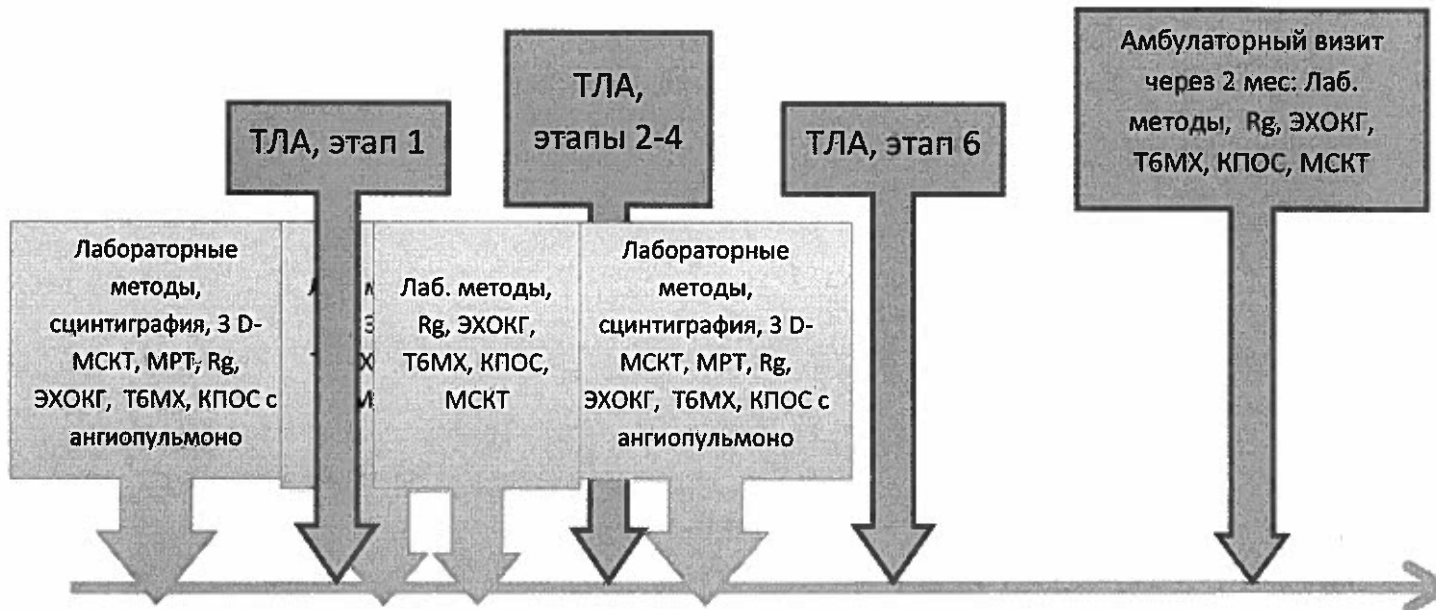 ТЛА, этап 1
ТЛА,
этапы 2-4
ТЛА, этап 6
Амбулаторный визит
через 2 мес: Лаб.
методы, Rg, ЭХОКГ,
Т6МХ, КПОС, МСКТ
Лабораторные
методы,
сцинтиграфия, 3 D-
МСКТ, МРТ, Rg,
ЭХОКГ, Т6МХ, КПОС с
ангиопульмоно
Лаб. методы,
Rg, ЭХОКГ,
Т6МХ, КПОС,
МСКТ
Лабораторные
методы,
сцинтиграфия, 3 D-
МСКТ, МРТ, Rg,
ЭХОКГ, Т6МХ, КПОС с
ангиопульмоно